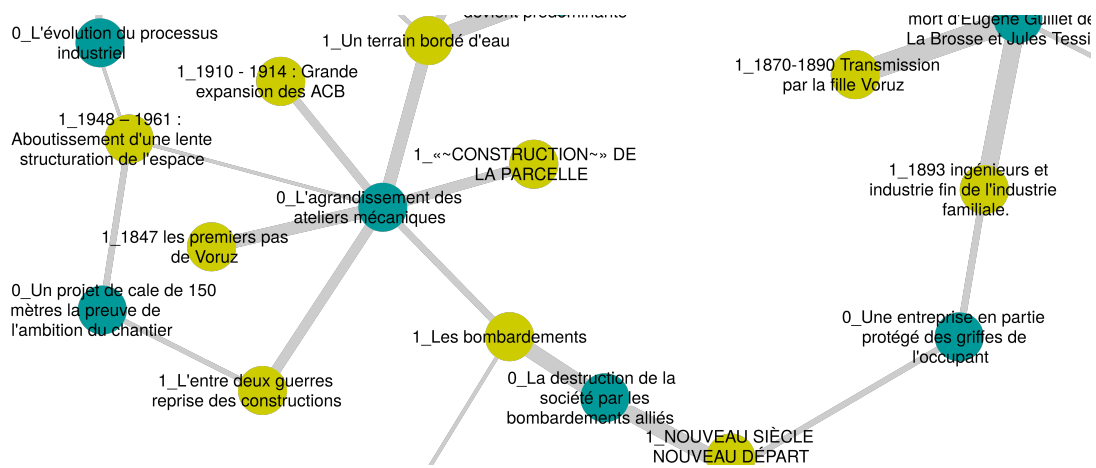 devient prédominants
mort d'Eugène Guillet de
La Brosse et Jules Tessi
0_L'évolution du processus
industriel
1_Un terrain bordé d'eau
1_1910 - 1914 : Grande
expansion des ACB
1_1870-1890 Transmission
par la fille Voruz
1_1948 – 1961 :
Aboutissement d'une lente
structuration de l'espace
1_«~CONSTRUCTION~» DE
LA PARCELLE
1_1893 ingénieurs et
industrie fin de l'industrie
familiale.
0_L'agrandissement des
ateliers mécaniques
1_1847 les premiers pas
de Voruz
0_Un projet de cale de 150
mètres la preuve de
l'ambition du chantier
1_Les bombardements
0_Une entreprise en partie
protégé des griffes de
l'occupant
1_L'entre deux guerres
reprise des constructions
0_La destruction de la
société par les
bombardements alliés
1_NOUVEAU SIÈCLE
NOUVEAU DÉPART